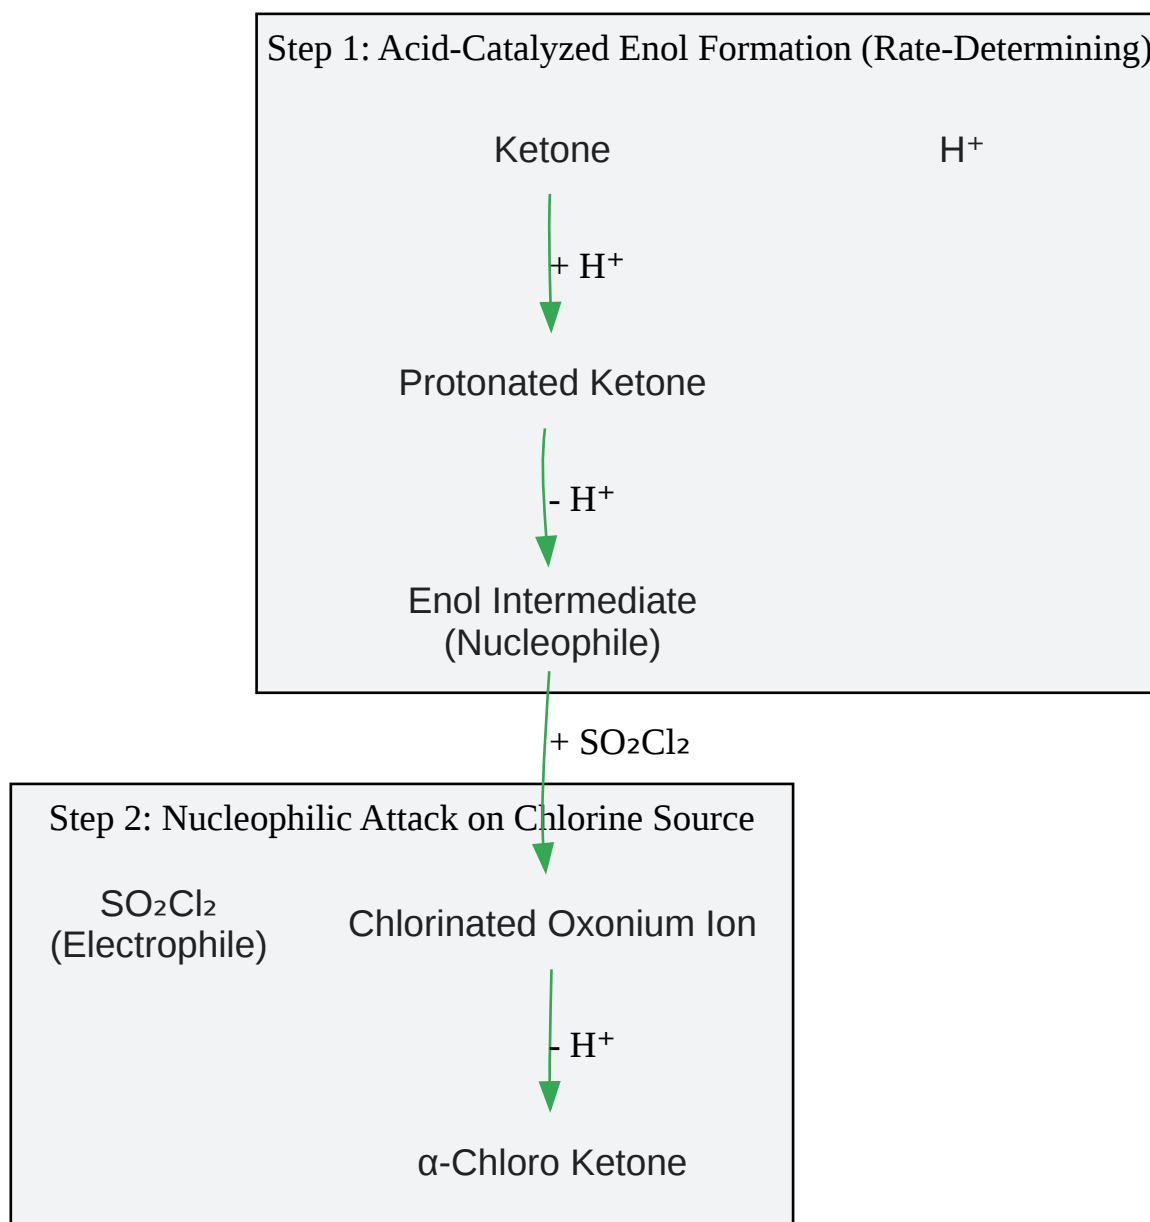 Step 1: Acid-Catalyzed Enol Formation (Rate-Determining)
Ketone
H⁺
+ H⁺
Protonated Ketone
- H⁺
Enol Intermediate
(Nucleophile)
+ SO₂Cl₂
Step 2: Nucleophilic Attack on Chlorine Source
SO₂Cl₂
(Electrophile)
Chlorinated Oxonium Ion
- H⁺
α-Chloro Ketone